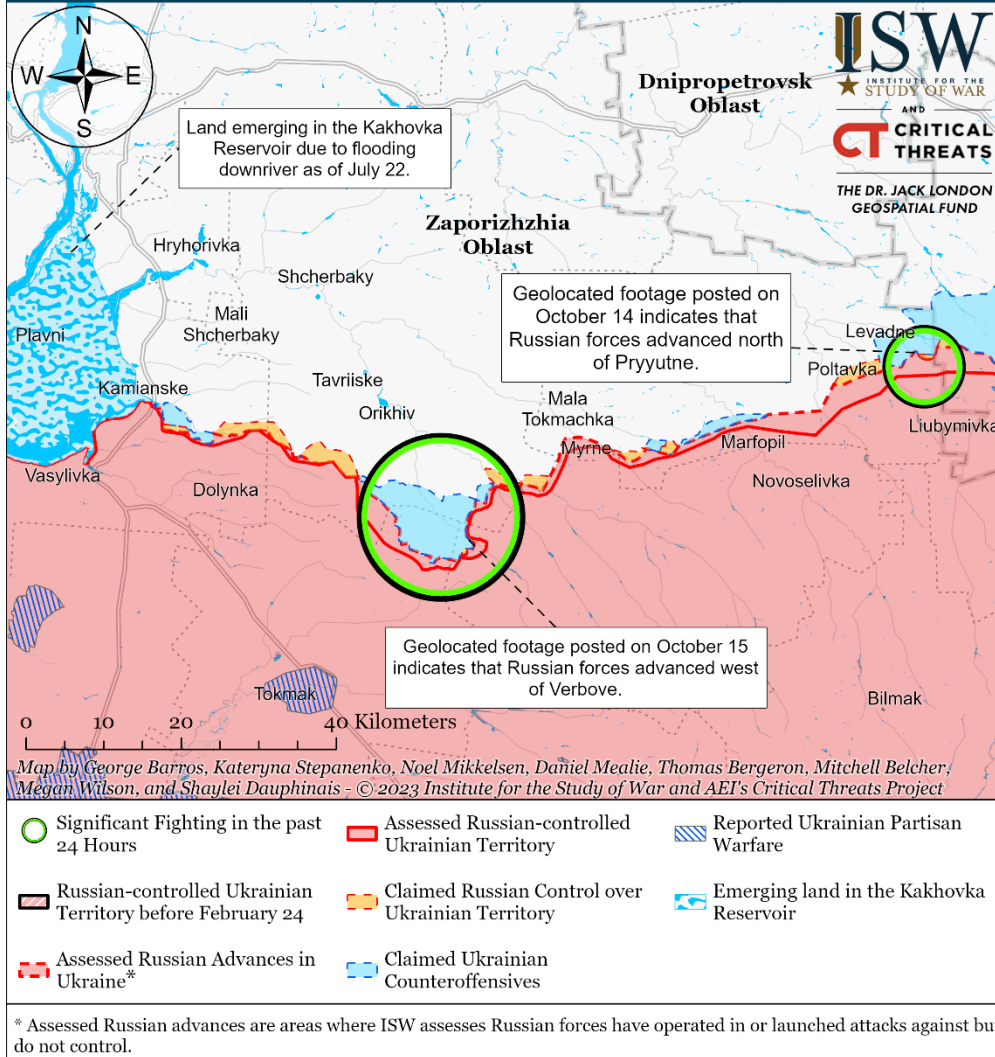 N
W
E
S
ISW
INSTITUTE FOR THE
STUDY OF WAR
AND
CT CRITICAL
THREATS
THE DR. JACK LONDON
GEOSPATIAL FUND
Dnipropetrovsk
Oblast
Land emerging in the Kakhovka
Reservoir due to flooding
downriver as of July 22.
Zaporizhzhia
Oblast
Hryhorivka
Shcherbaky
Geolocated footage posted on
October 14 indicates that
Russian forces advanced north
of Pryyutne.
Mali
Shcherbaky
Plavni
Levadne
Poltavka
Kamianske
Tavriiske
Orikhiv
Mala
Tokmachka
Myrne
Marfopil
Liubymivka
Vasylivka
Dolynka
Novoselivka
Geolocated footage posted on October 15
indicates that Russian forces advanced west
of Verbove.
Tokmak
Bilmak
0 10 20 40 Kilometers
Map by George Barros, Kateryna Stepanenko, Noel Mikkelsen, Daniel Mealie, Thomas Bergeron, Mitchell Belcher,
Megan Wilson, and Shaylei Dauphinais - © 2023 Institute for the Study of War and AEI's Critical Threats Project
Significant Fighting in the past
24 Hours
Assessed Russian-controlled
Ukrainian Territory
Reported Ukrainian Partisan
Warfare
Russian-controlled Ukrainian
Territory before February 24
Claimed Russian Control over
Ukrainian Territory
Emerging land in the Kakhovka
Reservoir
Assessed Russian Advances in
Ukraine*
Claimed Ukrainian
Counteroffensives
* Assessed Russian advances are areas where ISW assesses Russian forces have operated in or launched attacks against but
do not control.